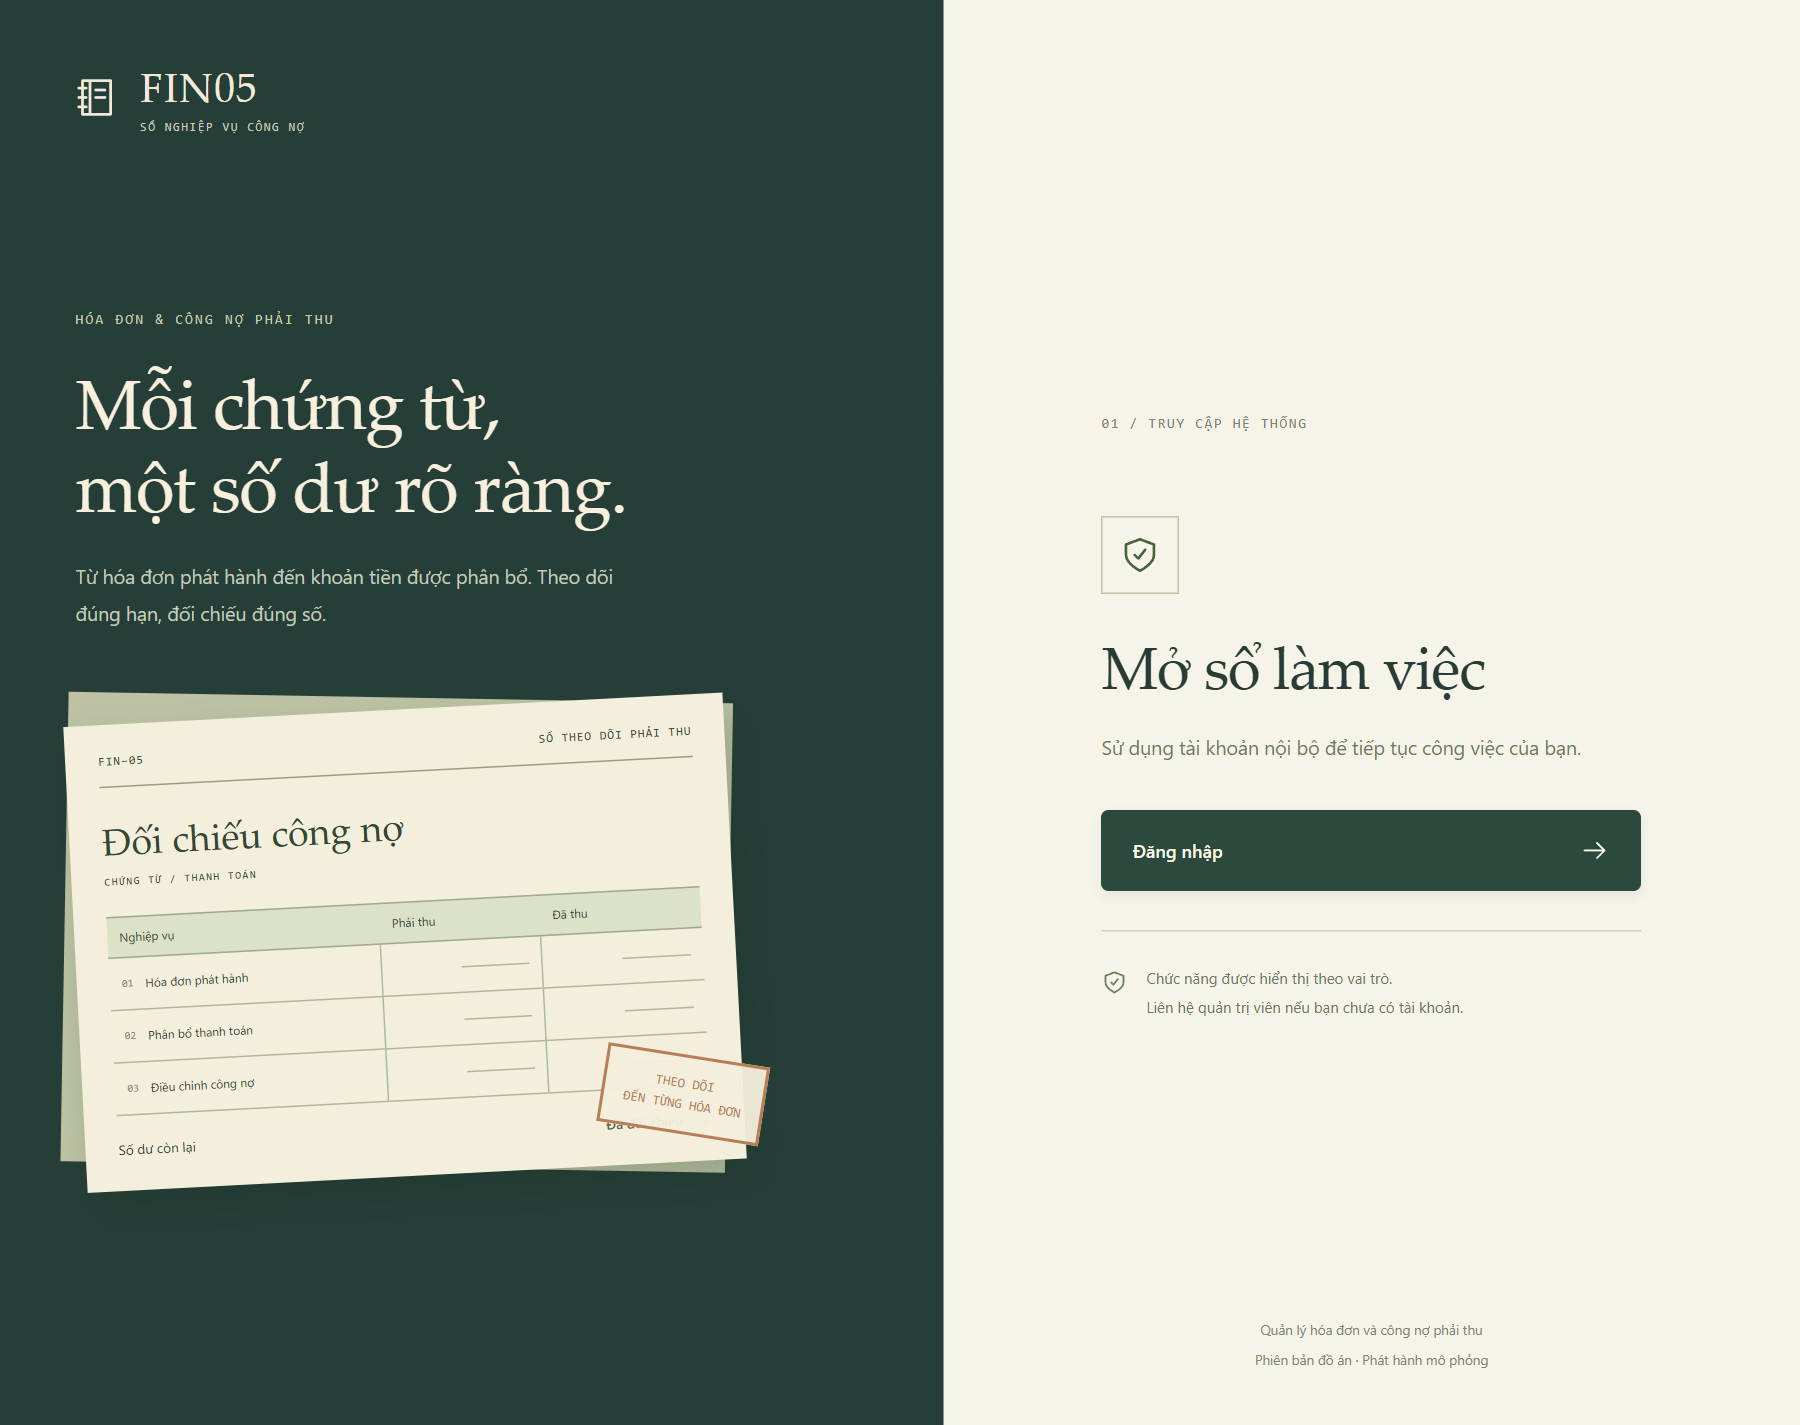 FIN05
SỔ NGHIỆP VỤ CÔNG NỢ
HÓA ĐƠN & CÔNG NỢ PHẢI THU
Mỗi chứng từ,
một số dư rõ ràng.
Từ hóa đơn phát hành đến khoản tiền được phân bổ. Theo dõi
đúng hạn, đối chiếu đúng số.
FIN-05
SỔ THEO DÕI PHẢI THU
Đối chiếu công nợ
CHỨNG TỪ / THANH TOÁN
Nghiệp vụ
Phải thu
Đã thu
01 Hóa đơn phát hành
02 Phân bổ thanh toán
03 Điều chỉnh công nợ
Số dư còn lại
THEO DÕI
ĐẾN TỪNG HÓA ĐƠN
01 / TRUY CẬP HỆ THỐNG
Mở sổ làm việc
Sử dụng tài khoản nội bộ để tiếp tục công việc của bạn.
Đăng nhập
Chức năng được hiển thị theo vai trò.
Liên hệ quản trị viên nếu bạn chưa có tài khoản.
Quản lý hóa đơn và công nợ phải thu
Phiên bản đồ án · Phát hành mô phỏng